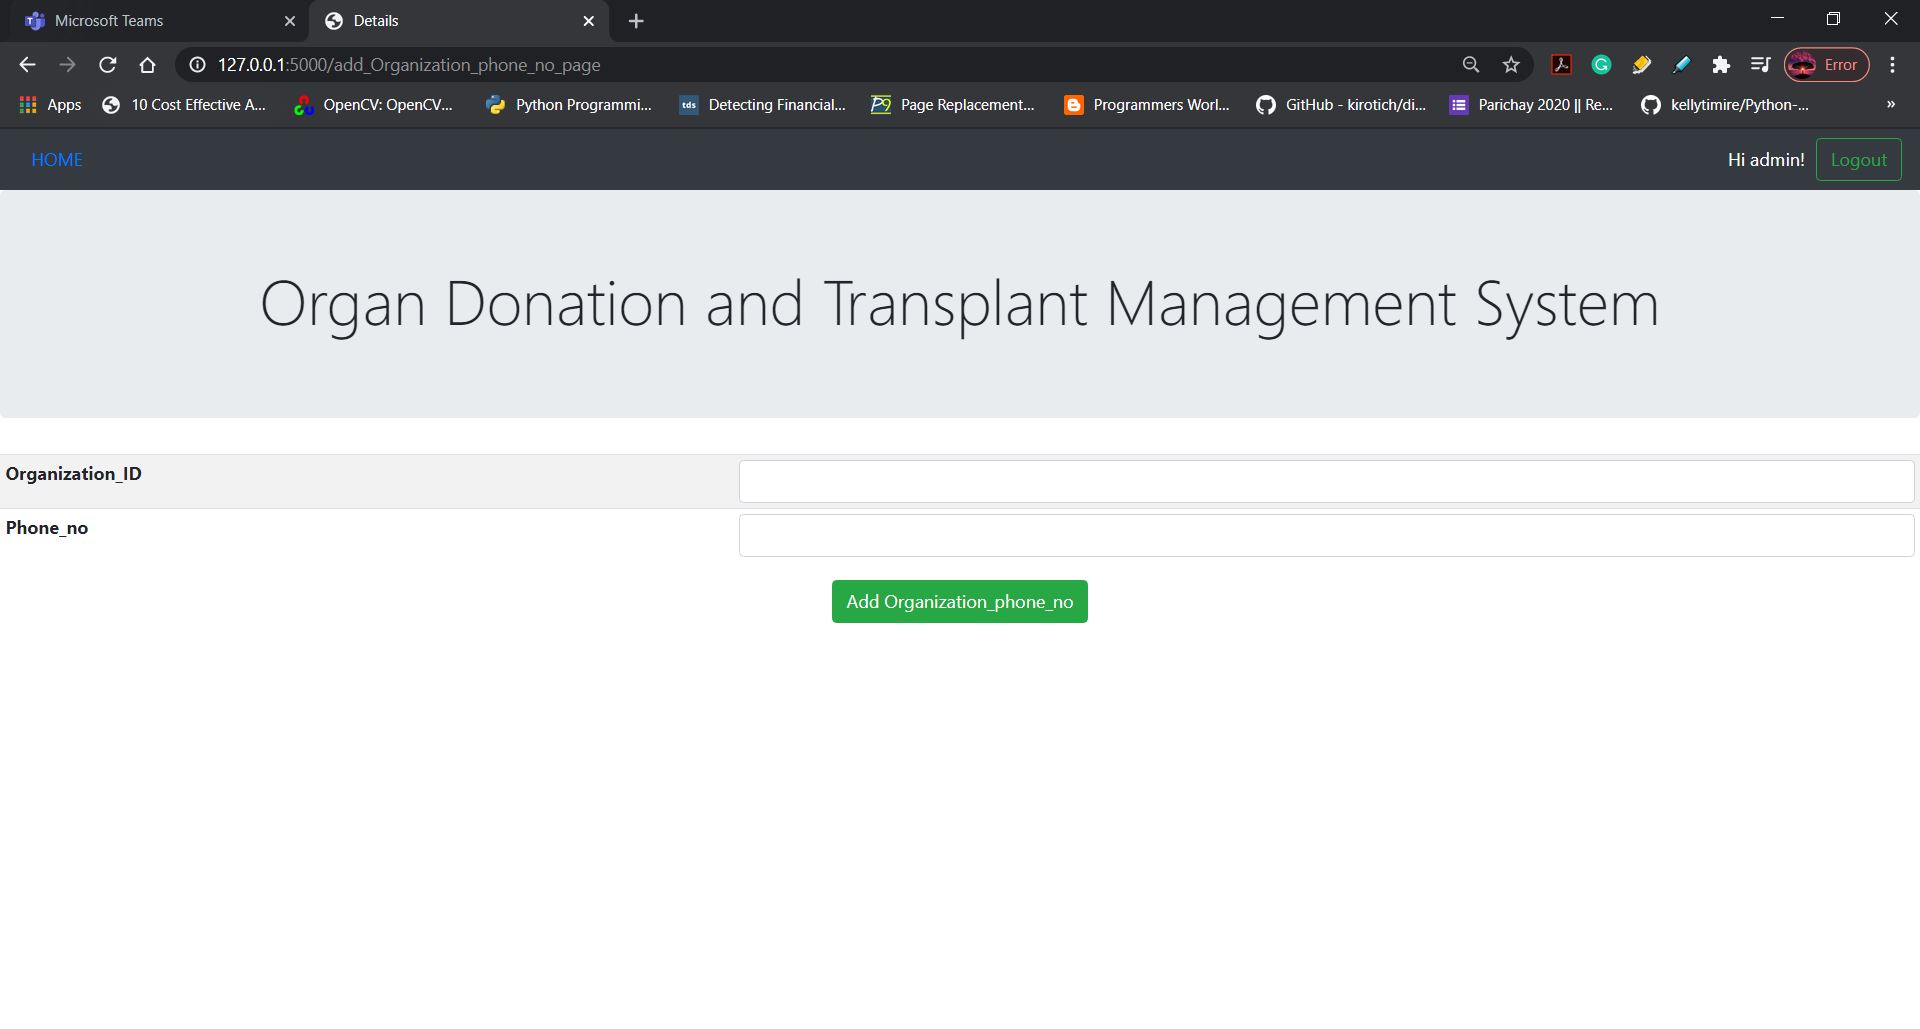 Microsoft Teams
Details
127.0.0.1:5000/add_Organization_phone_no_page
Error
Apps
10 Cost Effective A...
OpenCV: OpenCV...
Python Programmi...
tds
Detecting Financial...
P9
Page Replacement...
Programmers Worl...
GitHub - kirotich/di...
Parichay 2020 || Re...
kellytimire/Python-...
»
HOME
Hi admin!
Logout
Organ Donation and Transplant Management System
Organization_ID
Phone_no
Add Organization_phone_no